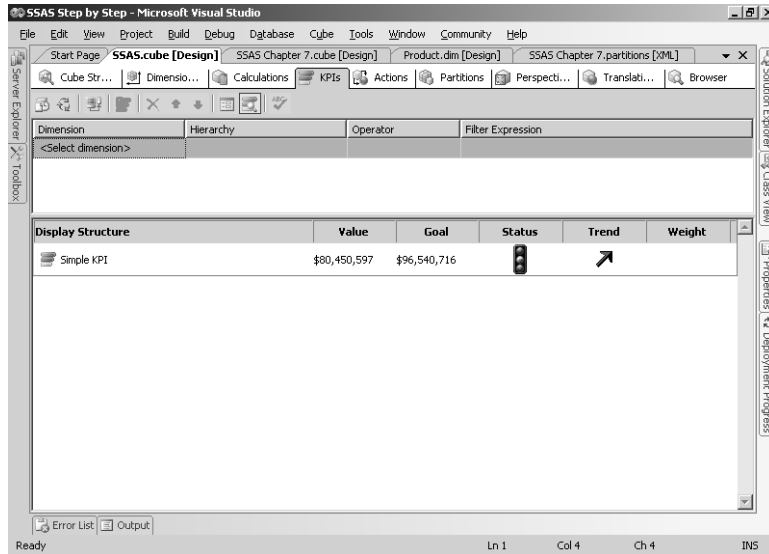 SSAS Step by Step - Microsoft Visual Studio
File Edit View Project Build Debug Database Cube Tools Window Community Help
Start Page SSAS.cube [Design] SSAS Chapter 7.cube [Design] Product.dim [Design] SSAS Chapter 7.partitions [XML]
Cube Str... Dimensio... Calculations KPIs Actions Partitions Perspecti... Translati... Browser
Dimension Hierarchy Operator Filter Expression
<Select dimension>
Display Structure Value Goal Status Trend Weight
Simple KPI $80,450,597 $96,540,716
Error List Output
Ready Ln 1 Col 4 Ch 4 INS
Server Explorer
Toolbox
Solution Explorer
Class View
Properties
Deployment Progress